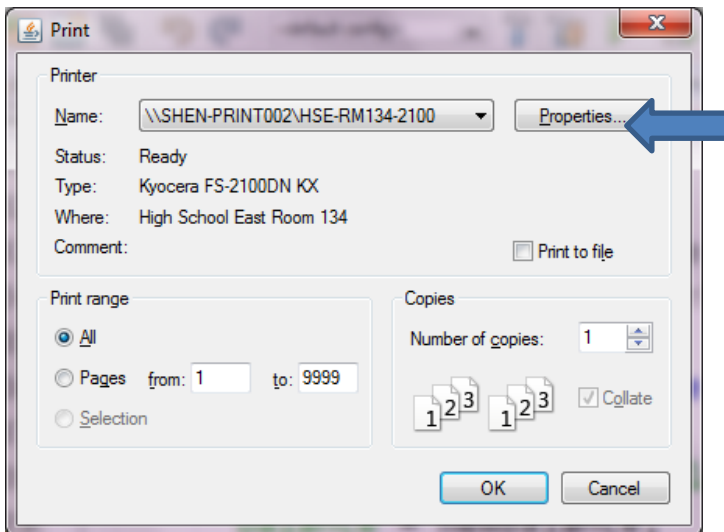 Print
Printer
Name: \\SHEN-PRINT002\HSE-RM134-2100 Properties...
Status: Ready
Type: Kyocera FS-2100DN KX
Where: High School East Room 134
Comment: Print to file
Print range
All
Pages from: 1 to: 9999
Selection
Copies
Number of copies: 1
1 2 3 1 2 3 Collate
OK Cancel